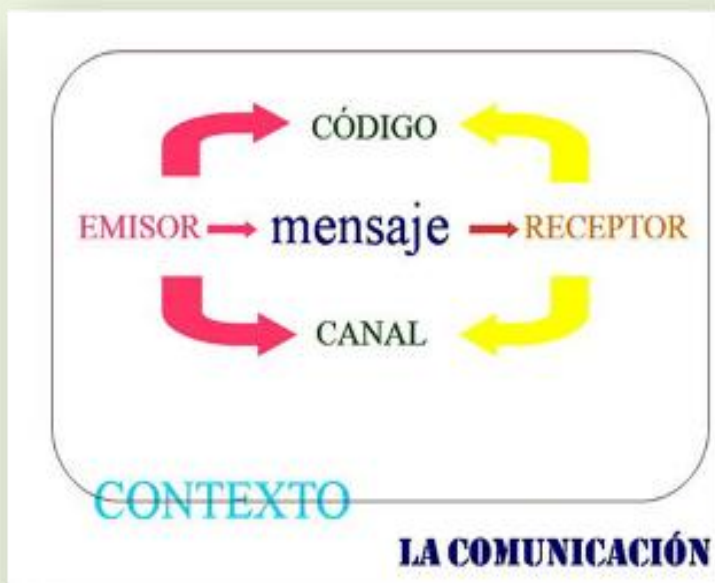 CÓDIGO
EMISOR mensaje RECEPTOR
CANAL
CONTEXTO
LA COMUNICACIÓN